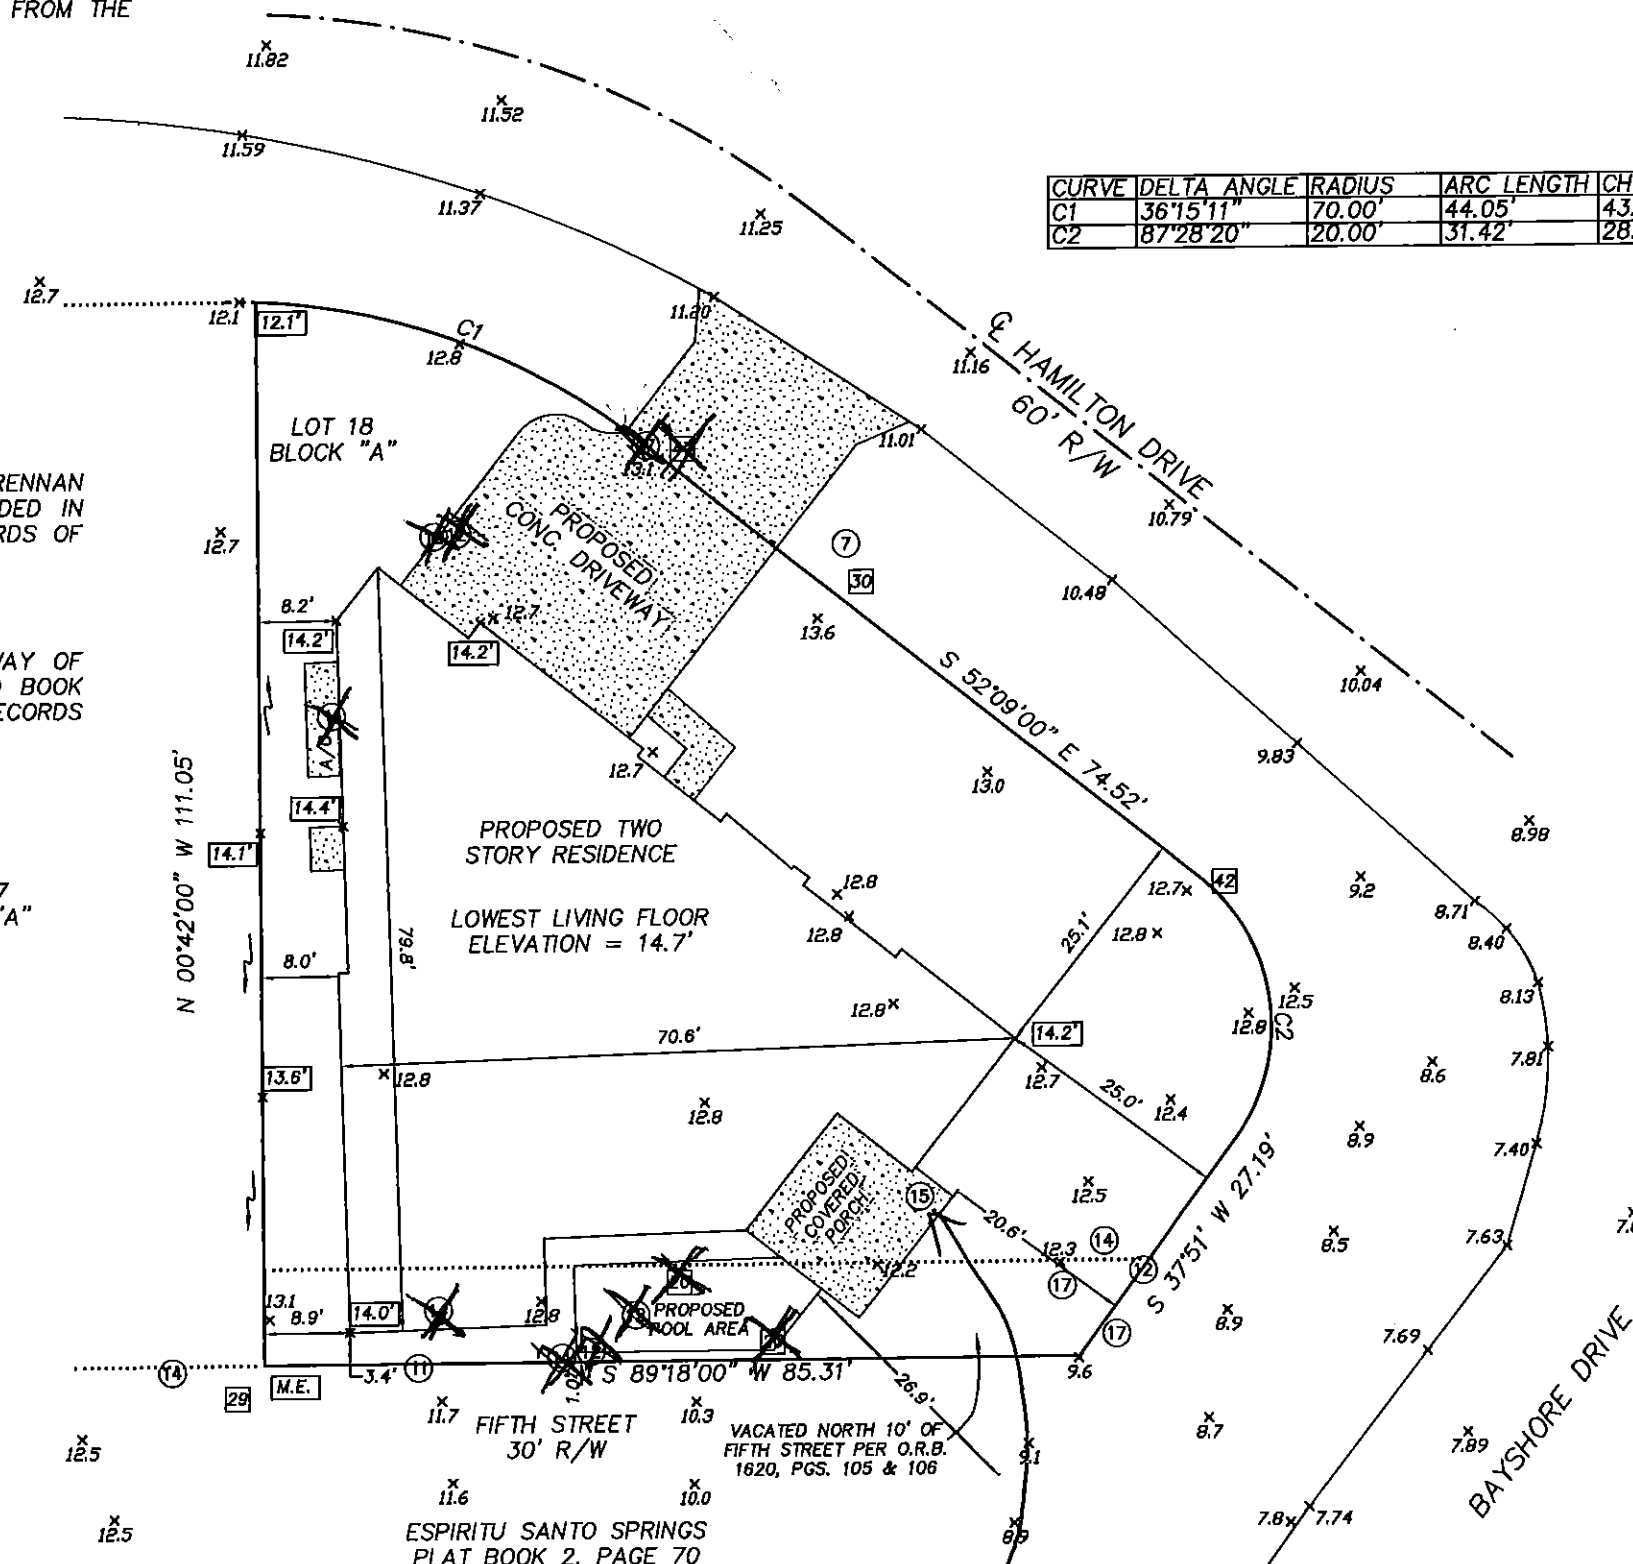 FROM THE
11.82
11.52
11.59
11.37
11.25
CURVE DELTA ANGLE RADIUS ARC LENGTH CH
C1 36°15'11" 70.00' 44.05' 43.
C2 87°28'20" 20.00' 31.42' 28.
12.7
12.1
12.1'
C1
12.8
11.20
11.16
℄ HAMILTON DRIVE
60' R/W
LOT 18
BLOCK "A"
11.01
13.1
10.79
RENNAN
DED IN
RDS OF
12.7
PROPOSED
CONC. DRIVEWAY
7
30
10.48
8.2'
14.2'
12.7
14.2'
13.6
S 52°09'00" E 74.52'
10.04
WAY OF
BOOK
ECORDS
9.83
12.7
13.0
N 00°42'00" W 111.05'
14.4'
14.1'
PROPOSED TWO
STORY RESIDENCE
8.98
"A"
12.8
12.7
42
9.2
8.71
LOWEST LIVING FLOOR
ELEVATION = 14.7'
12.8
25.1'
12.8
8.40
79.8'
8.0'
12.8
12.5
12.8
C2
8.13
70.6'
14.2'
7.81
13.6'
12.8
12.7
8.6
12.8
25.0'
12.4
8.9
7.40
PROPOSED
COVERED
PORCH
15
12.5
S 37°51' W 27.19'
20.6'
14
12.3
8.5
7.63
12.2
17
12
13.1
8.9'
14.0'
12.8
PROPOSED
POOL AREA
17
8.9
7.69
14
3.4'
11
S 89°18'00" W 85.31'
9.6
29
M.E.
26.9'
11.7
10.3
FIFTH STREET
30' R/W
VACATED NORTH 10' OF
FIFTH STREET PER O.R.B.
1620, PGS. 105 & 106
8.7
7.89
12.5
9.1
BAYSHORE DRIVE
11.6
10.0
12.5
7.8
7.74
ESPIRITU SANTO SPRINGS
PLAT BOOK 2, PAGE 70